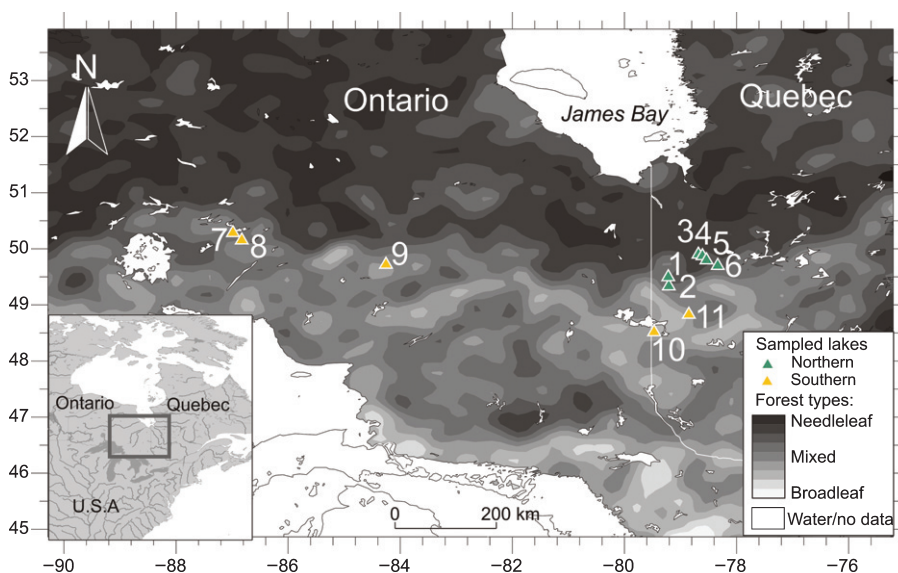 53
52
51
50
49
48
47
46
45
−90
−88
−86
−84
−82
−80
−78
−76
N
Ontario
Quebec
James Bay
7
8
9
34
5
1
6
2
11
10
Ontario
Quebec
U.S.A
0
200 km
Sampled lakes
Northern
Southern
Forest types:
Needleleaf
Mixed
Broadleaf
Water/no data